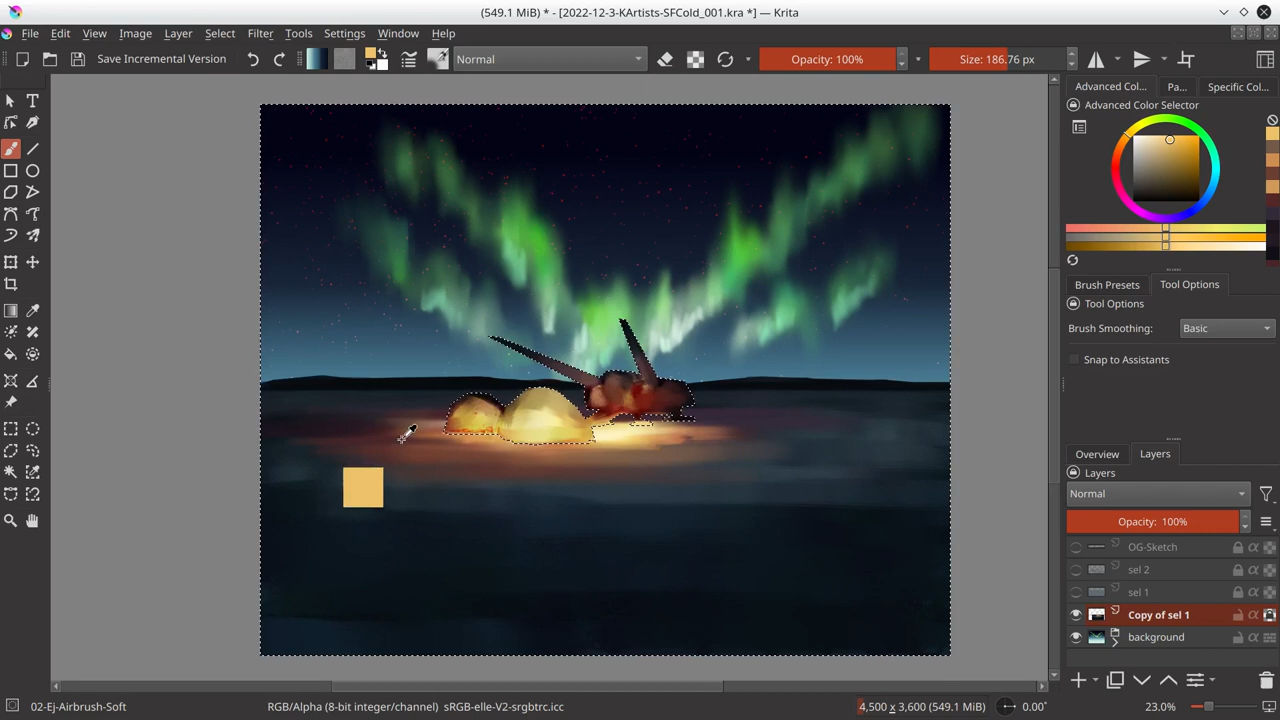 (549.1 MiB) * - [2022-12-3-KArtists-SFCold_001.kra *] — Krita
File Edit View Image Layer Select Filter Tools Settings Window Help
Save Incremental Version Normal Opacity: 100% Size: 186.76 px
Advanced Col... Pa... Specific Col...
Advanced Color Selector
Brush Presets Tool Options
Tool Options
Brush Smoothing: Basic
Snap to Assistants
Overview Layers
Layers
Normal
Opacity: 100%
OG-Sketch
sel 2
sel 1
Copy of sel 1
background
02-Ej-Airbrush-Soft RGB/Alpha (8-bit integer/channel) sRGB-elle-V2-srgbtrc.icc 4,500 x 3,600 (549.1 MiB) 0.00° 23.0%